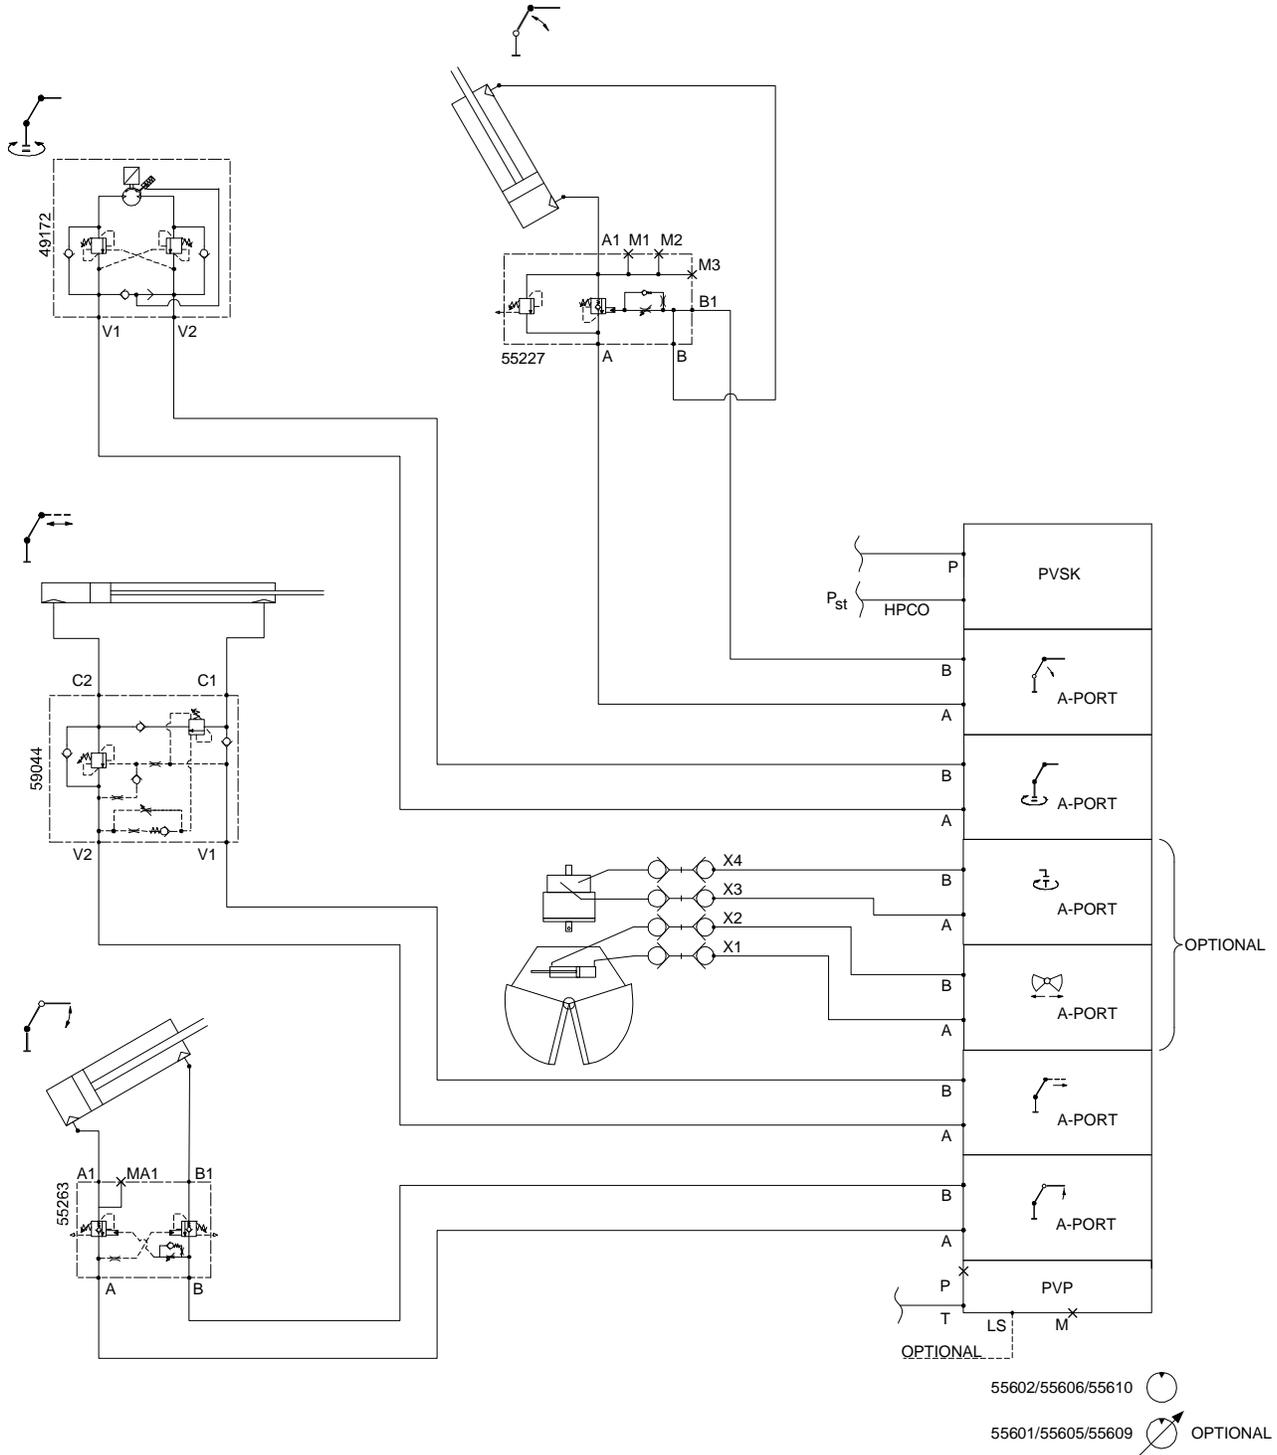 49172
V1
V2
A1 M1 M2
M3
B1
55227
A
B
P
PVSK
Pst
HPCO
B
A-PORT
A
C2
C1
59044
V2
V1
B
A-PORT
A
X4
X3
X2
X1
B
A-PORT
A
OPTIONAL
B
A-PORT
A
B
A-PORT
A
A1
MA1
B1
55263
A
B
B
A-PORT
A
P
PVP
T
LS
M
OPTIONAL
55602/55606/55610
55601/55605/55609
OPTIONAL